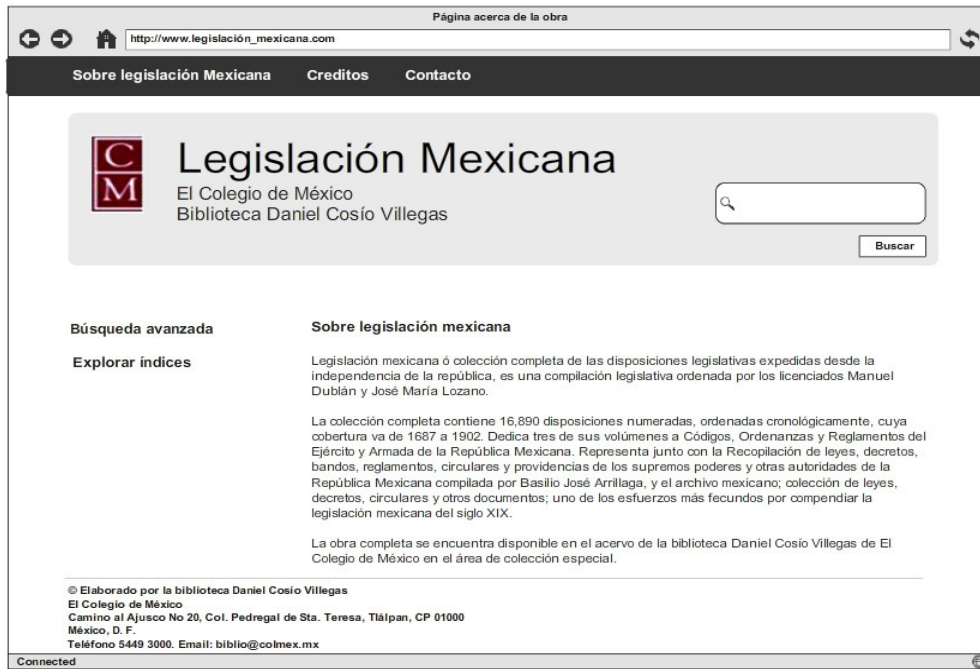 Página acerca de la obra
http://www.legislación_mexicana.com
Sobre legislación Mexicana Creditos Contacto
CM
Legislación Mexicana
El Colegio de México
Biblioteca Daniel Cosío Villegas
Buscar
Búsqueda avanzada
Explorar índices
Sobre legislación mexicana
Legislación mexicana ó colección completa de las disposiciones legislativas expedidas desde la
independencia de la república, es una compilación legislativa ordenada por los licenciados Manuel
Dublán y José María Lozano.
La colección completa contiene 16,890 disposiciones numeradas, ordenadas cronológicamente, cuya
cobertura va de 1687 a 1902. Dedica tres de sus volúmenes a Códigos, Ordenanzas y Reglamentos del
Ejército y Armada de la República Mexicana. Representa junto con la Recopilación de leyes, decretos,
bandos, reglamentos, circulares y providencias de los supremos poderes y otras autoridades de la
República Mexicana compilada por Basilio José Arrillaga, y el archivo mexicano; colección de leyes,
decretos, circulares y otros documentos; uno de los esfuerzos más fecundos por compendiar la
legislación mexicana del siglo XIX.
La obra completa se encuentra disponible en el acervo de la biblioteca Daniel Cosío Villegas de El
Colegio de México en el área de colección especial.
© Elaborado por la biblioteca Daniel Cosío Villegas
El Colegio de México
Camino al Ajusco No 20, Col. Pedregal de Sta. Teresa, Tlálpan, CP 01000
México, D. F.
Teléfono 5449 3000. Email: biblio@colmex.mx
Connected